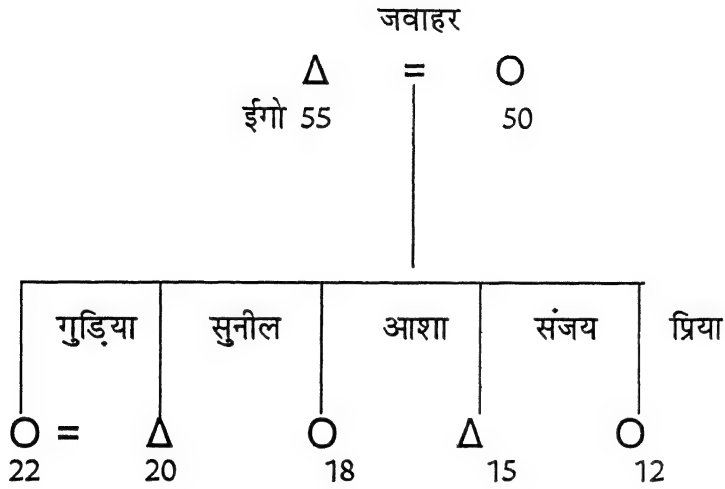 जवाहर
Δ = O
ईगो 55 50
गुड़िया सुनील आशा संजय प्रिया
O = Δ O Δ O
22 20 18 15 12